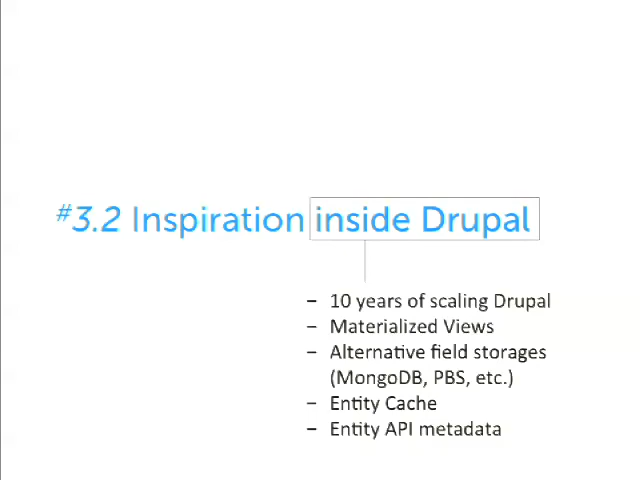 #3.2 Inspiration inside Drupal
– 10 years of scaling Drupal
– Materialized Views
– Alternative field storages
(MongoDB, PBS, etc.)
– Entity Cache
– Entity API metadata